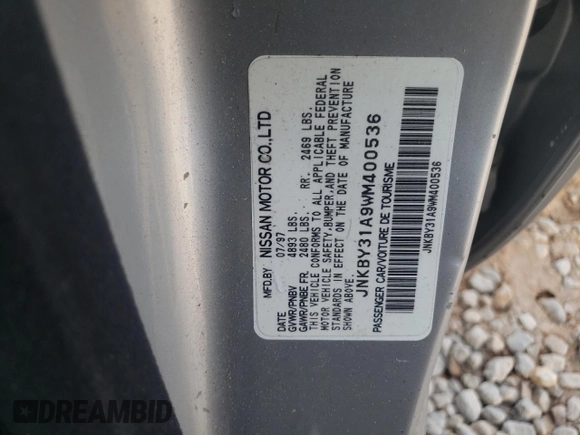 MFD.BY NISSAN MOTOR CO.,LTD
DATE 07/97
GVWR/PNBV 4893 LBS.
GAWR/PNBE FR. 2480 LBS. RR. 2469 LBS.
THIS VEHICLE CONFORMS TO ALL APPLICABLE FEDERAL
MOTOR VEHICLE SAFETY,BUMPER,AND THEFT PREVENTION
STANDARDS IN EFFECT ON THE DATE OF MANUFACTURE
SHOWN ABOVE.
JNKBY31A9WM400536
PASSENGER CAR/VOITURE DE TOURISME
JNKBY31A9WM400536
DREAMBID